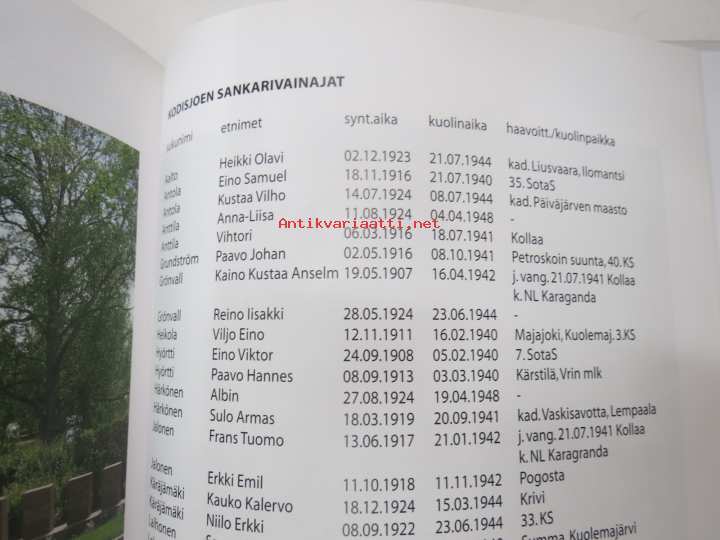 KODISJOEN SANKARIVAINAJAT
sukunimi etnimet synt.aika kuolinaika haavoitt./kuolinpaikka
Aalto Heikki Olavi 02.12.1923 21.07.1944 kad. Liusvaara, Ilomantsi
Antola Eino Samuel 18.11.1916 21.07.1940 35. SotaS
Antola Kustaa Vilho 14.07.1924 08.07.1944 kad. Päiväjärven maasto
Anttila Anna-Liisa 11.08.1924 04.04.1948 -
Antikvariaatti.net
Anttila Vihtori 06.03.1916 18.07.1941 Kollaa
Grundström Paavo Johan 02.05.1916 08.10.1941 Petroskoin suunta, 40. KS
Grönvall Kaino Kustaa Anselm 19.05.1907 16.04.1942 j. vang. 21.07.1941 Kollaa
k. NL Karaganda
Grönvall Reino Iisakki 28.05.1924 23.06.1944 -
Heikola Viljo Eino 12.11.1911 16.02.1940 Majajoki, Kuolemaj. 3.KS
Hyörtti Eino Viktor 24.09.1908 05.02.1940 7. SotaS
Hyörtti Paavo Hannes 08.09.1913 03.03.1940 Kärstilä, Vrin mlk
Härkönen Albin 27.08.1924 19.04.1948 -
Härkönen Sulo Armas 18.03.1919 20.09.1941 kad. Vaskisavotta, Lempaala
Jalonen Frans Tuomo 13.06.1917 21.01.1942 j. vang. 21.07.1941 Kollaa
k. NL Karagranda
Jalonen Erkki Emil 11.10.1918 11.11.1942 Pogosta
Käräjämäki Kauko Kalervo 18.12.1924 15.03.1944 Krivi
Käräjämäki Niilo Erkki 08.09.1922 23.06.1944 33. KS
Laihonen Summa, Kuolemajärvi